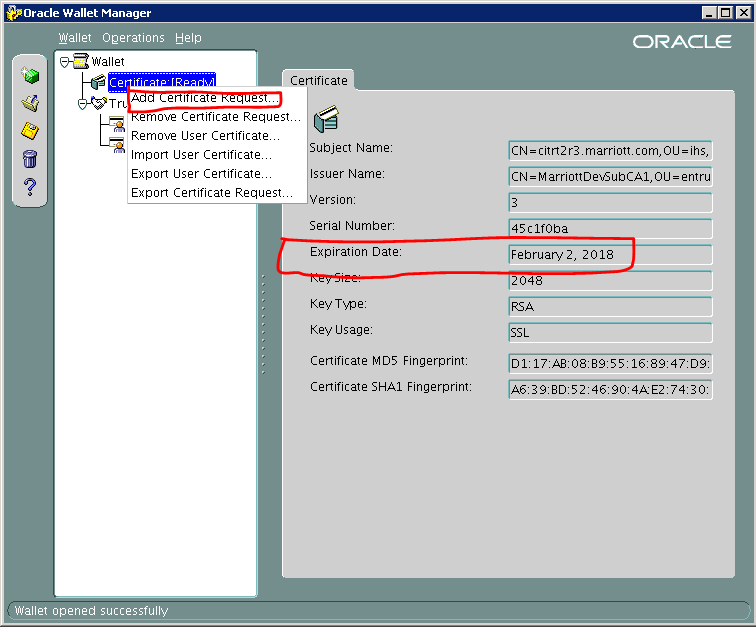 Oracle Wallet Manager
Wallet Operations Help
ORACLE
Wallet
Certificate:[Ready]
Tru
Add Certificate Request...
Remove Certificate Request...
Remove User Certificate...
Import User Certificate...
Export User Certificate...
Export Certificate Request...
Certificate
Subject Name: CN=citrt2r3.marriott.com,OU=ihs,
Issuer Name: CN=MarriottDevSubCA1,OU=entru
Version: 3
Serial Number: 45c1f0ba
Expiration Date: February 2, 2018
Key Size: 2048
Key Type: RSA
Key Usage: SSL
Certificate MD5 Fingerprint: D1:17:AB:08:B9:55:16:89:47:D9:
Certificate SHA1 Fingerprint: A6:39:BD:52:46:90:4A:E2:74:30:
Wallet opened successfully